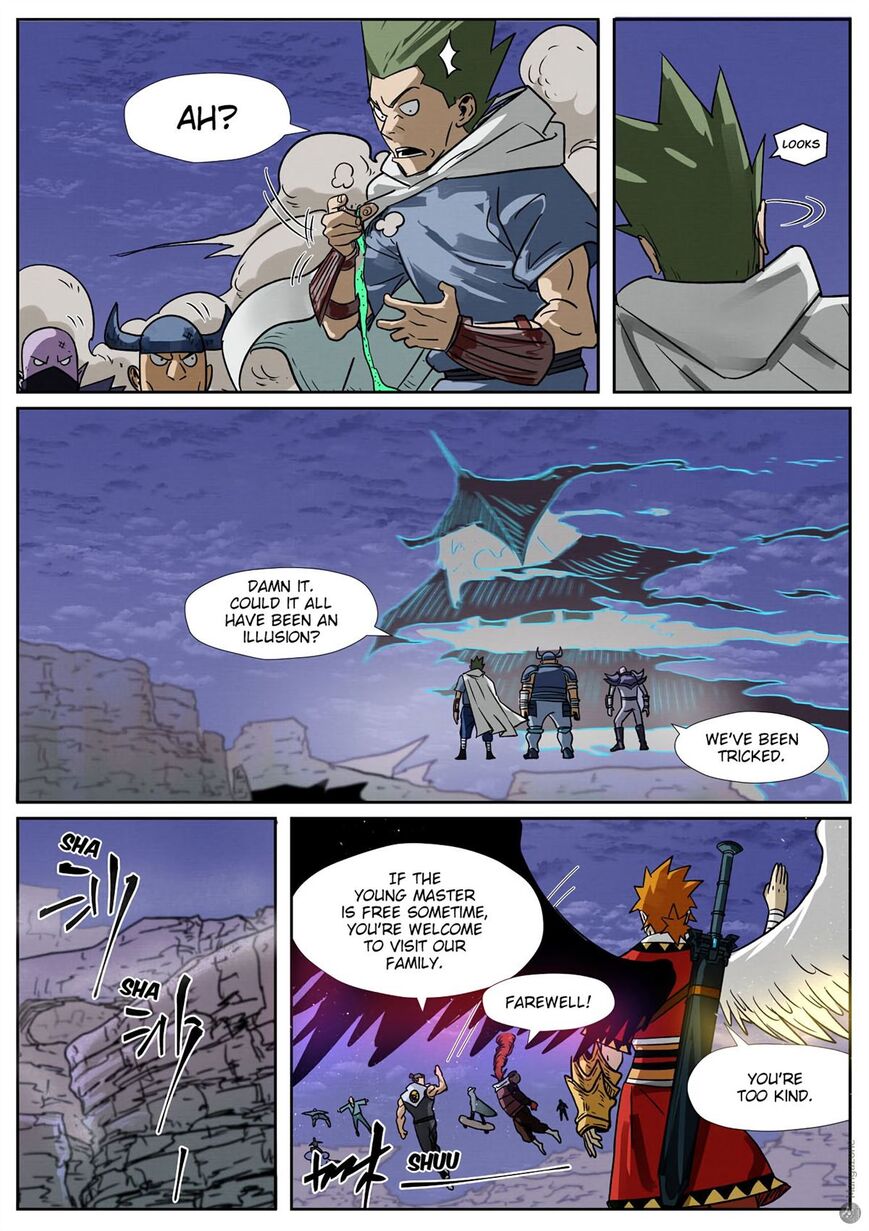 AH?
LOOKS
DAMN IT.
COULD IT ALL
HAVE BEEN AN
ILLUSION?
WE'VE BEEN
TRICKED.
SHA
SHA
IF THE
YOUNG MASTER
IS FREE SOMETIME,
YOU'RE WELCOME
TO VISIT OUR
FAMILY.
FAREWELL!
YOU'RE
TOO KIND.
SHUU